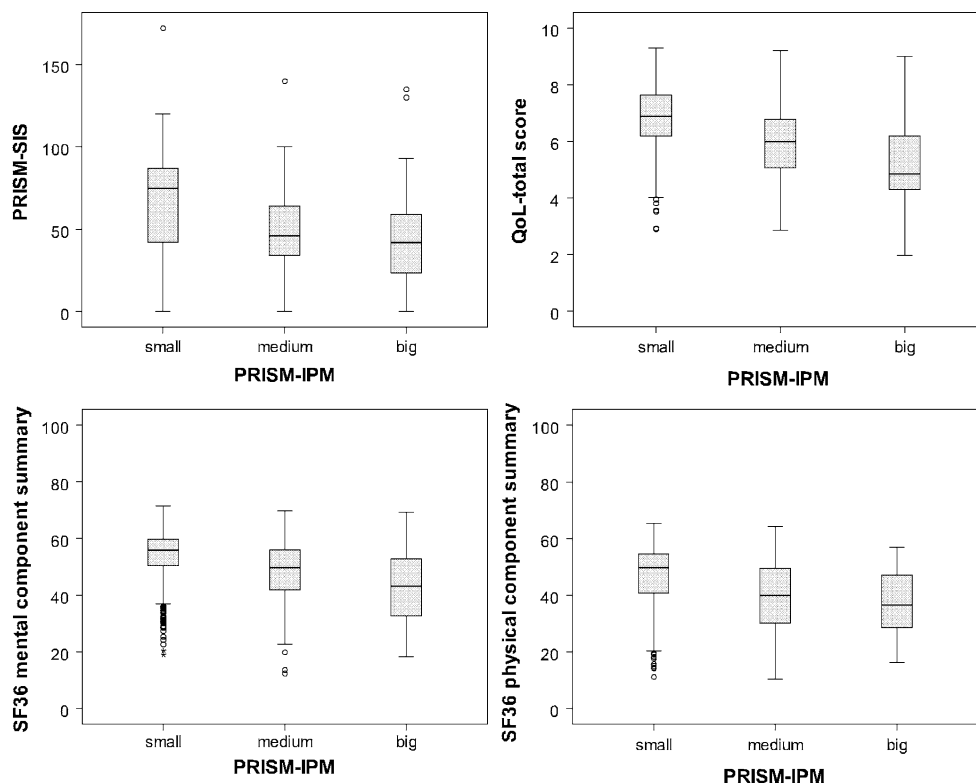 PRISM-SIS
150
100
50
0
small medium big
PRISM-IPM
QoL-total score
10
8
6
4
2
0
small medium big
PRISM-IPM
SF36 mental component summary
100
80
60
40
20
0
small medium big
PRISM-IPM
SF36 physical component summary
100
80
60
40
20
0
small medium big
PRISM-IPM